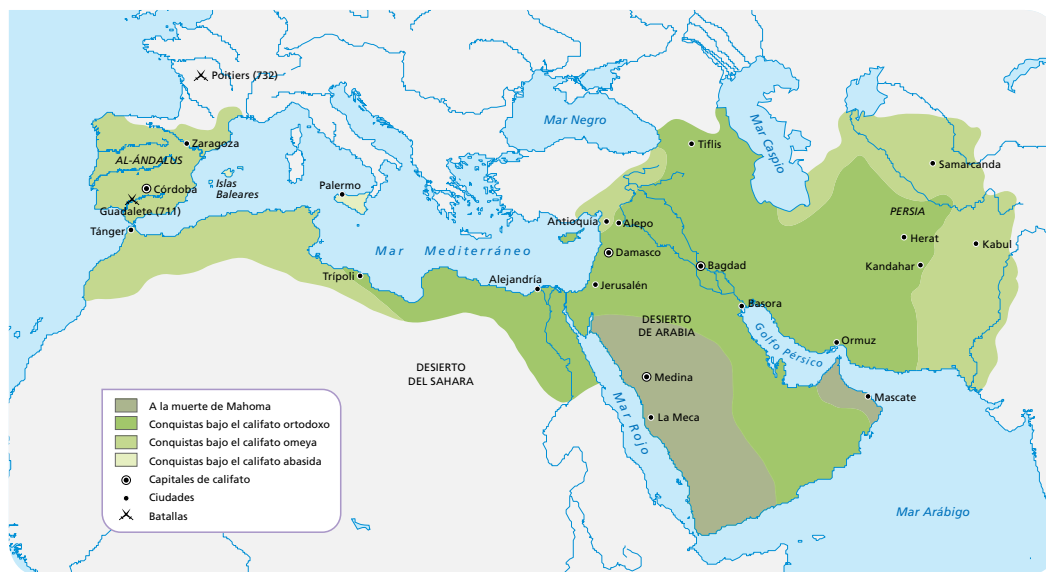 Poitiers (732)
Mar Negro
Mar Caspio
Tiflis
Zaragoza
AL-ÁNDALUS
Samarcanda
Córdoba
Islas
Baleares
Palermo
Guadalete (711)
PERSIA
Tánger
Antioquía
Alepo
Herat
Kabul
Mar Mediterráneo
Damasco
Bagdad
Kandahar
Trípoli
Alejandría
Jerusalén
Basora
DESIERTO
DE ARABIA
Golfo Pérsico
Ormuz
DESIERTO
DEL SAHARA
Medina
Mascate
La Meca
Mar Rojo
A la muerte de Mahoma
Conquistas bajo el califato ortodoxo
Conquistas bajo el califato omeya
Conquistas bajo el califato abasida
Capitales de califato
Ciudades
Batallas
Mar Arábigo